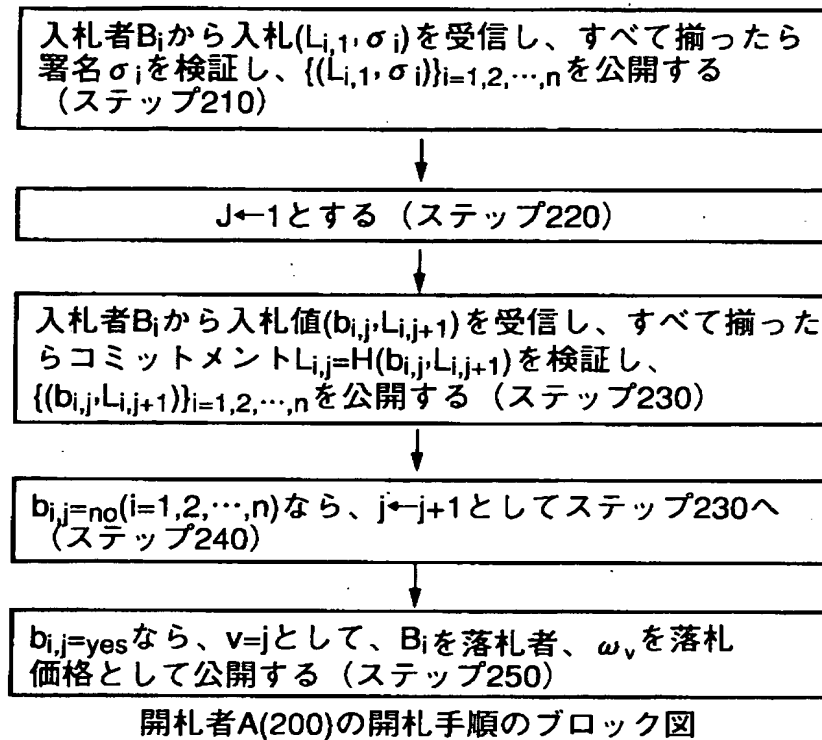 入札者Biから入札(Li,1,σi)を受信し、すべて揃ったら
署名σiを検証し、{(Li,1,σi)}i=1,2,…,nを公開する
(ステップ210)
J←1とする(ステップ220)
入札者Biから入札値(bi,j,Li,j+1)を受信し、すべて揃った
らコミットメントLi,j=H(bi,j,Li,j+1)を検証し、
{(bi,j,Li,j+1)}i=1,2,…,nを公開する(ステップ230)
bi,j=no(i=1,2,…,n)なら、j←j+1としてステップ230へ
(ステップ240)
bi,j=yesなら、v=jとして、Biを落札者、ωvを落札
価格として公開する(ステップ250)
開札者A(200)の開札手順のブロック図